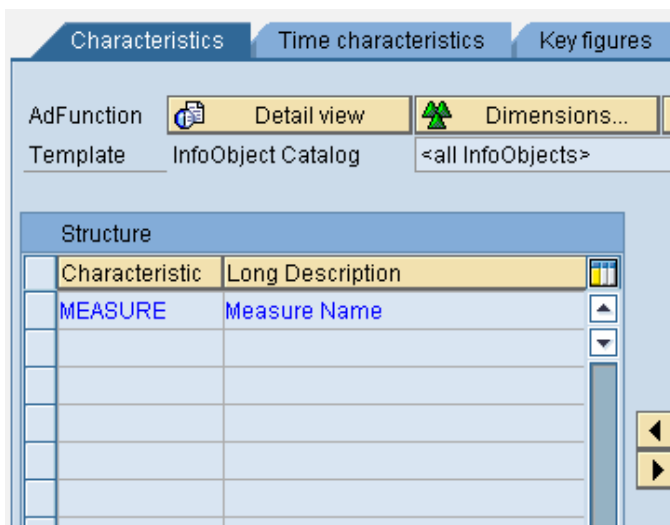 Characteristics Time characteristics Key figures
AdFunction Detail view Dimensions...
Template InfoObject Catalog <all InfoObjects>
Structure
Characteristic Long Description
MEASURE Measure Name